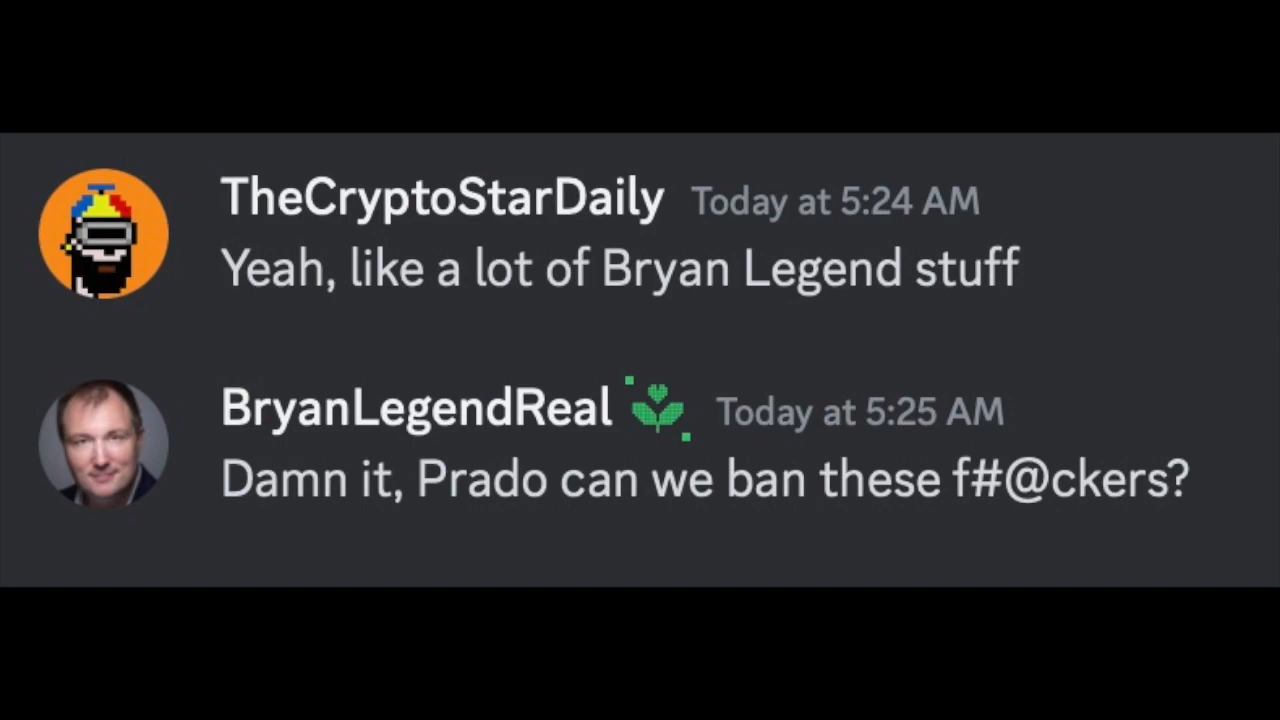 TheCryptoStarDaily Today at 5:24 AM
Yeah, like a lot of Bryan Legend stuff
BryanLegendReal Today at 5:25 AM
Damn it, Prado can we ban these f#@ckers?